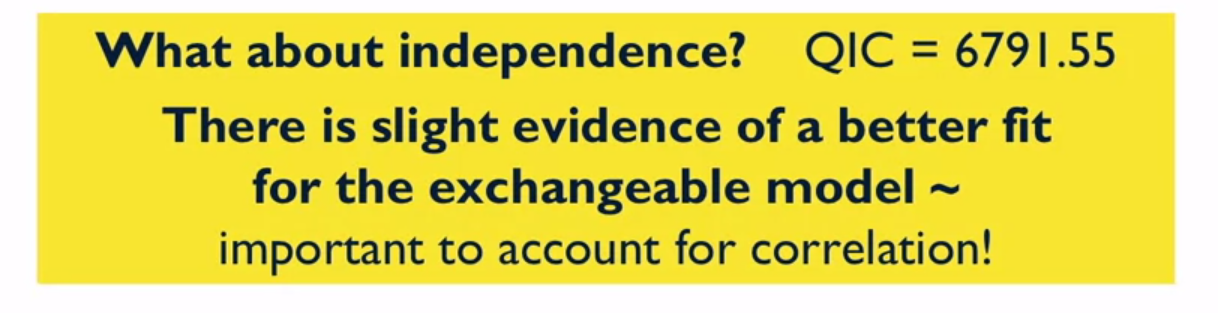 What about independence? QIC = 6791.55
There is slight evidence of a better fit
for the exchangeable model ~
important to account for correlation!